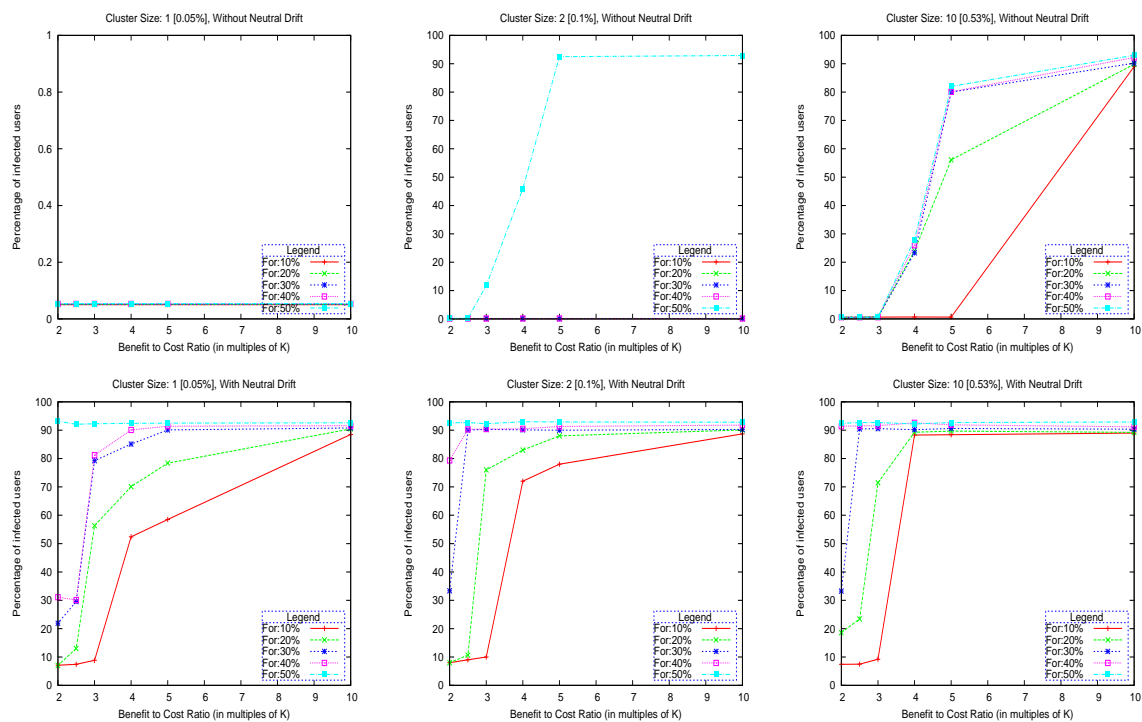 Cluster Size: 1 [0.05%], Without Neutral Drift
Percentage of infected users
1
0.8
0.6
0.4
0.2
0
2 3 4 5 6 7 8 9 10
Benefit to Cost Ratio (in multiples of K)
Legend
For:10%
For:20%
For:30%
For:40%
For:50%
Cluster Size: 2 [0.1%], Without Neutral Drift
Percentage of infected users
100
90
80
70
60
50
40
30
20
10
0
2 3 4 5 6 7 8 9 10
Benefit to Cost Ratio (in multiples of K)
Legend
For:10%
For:20%
For:30%
For:40%
For:50%
Cluster Size: 10 [0.53%], Without Neutral Drift
Percentage of infected users
100
90
80
70
60
50
40
30
20
10
0
2 3 4 5 6 7 8 9 10
Benefit to Cost Ratio (in multiples of K)
Legend
For:10%
For:20%
For:30%
For:40%
For:50%
Cluster Size: 1 [0.05%], With Neutral Drift
Percentage of infected users
100
90
80
70
60
50
40
30
20
10
0
2 3 4 5 6 7 8 9 10
Benefit to Cost Ratio (in multiples of K)
Legend
For:10%
For:20%
For:30%
For:40%
For:50%
Cluster Size: 2 [0.1%], With Neutral Drift
Percentage of infected users
100
90
80
70
60
50
40
30
20
10
0
2 3 4 5 6 7 8 9 10
Benefit to Cost Ratio (in multiples of K)
Legend
For:10%
For:20%
For:30%
For:40%
For:50%
Cluster Size: 10 [0.53%], With Neutral Drift
Percentage of infected users
100
90
80
70
60
50
40
30
20
10
0
2 3 4 5 6 7 8 9 10
Benefit to Cost Ratio (in multiples of K)
Legend
For:10%
For:20%
For:30%
For:40%
For:50%